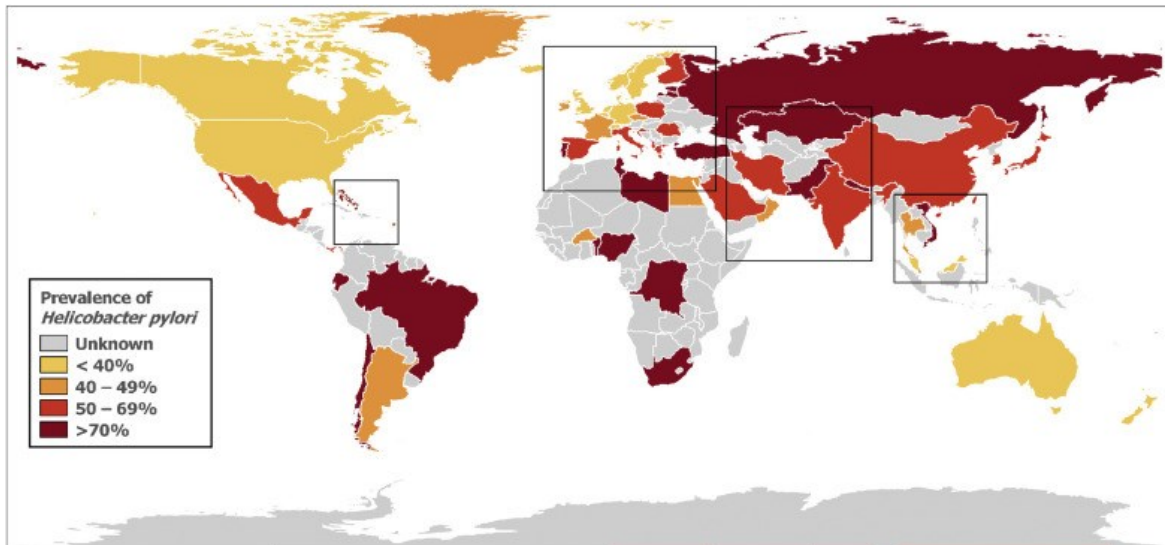 Prevalence of
Helicobacter pylori
Unknown
< 40%
40 – 49%
50 – 69%
>70%